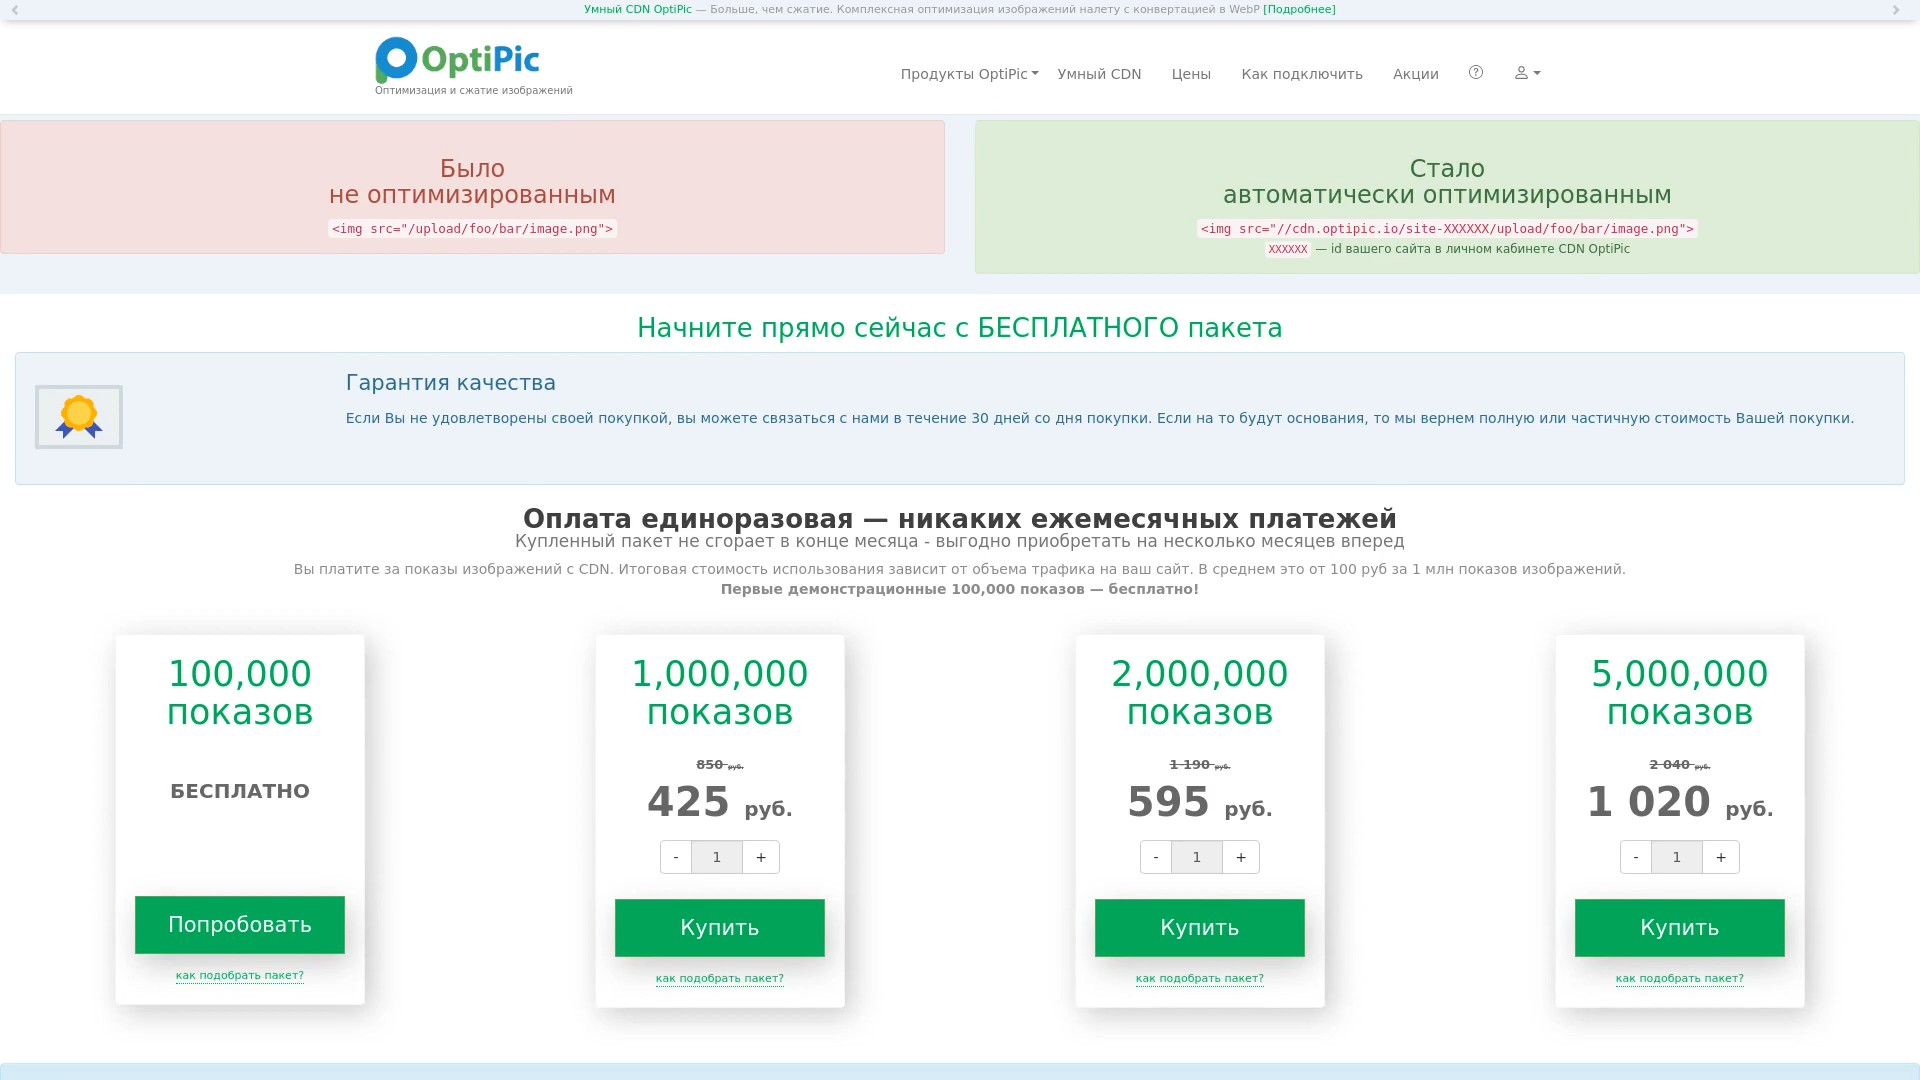 Умный CDN OptiPic — Больше, чем сжатие. Комплексная оптимизация изображений налету с конвертацией в WebP [Подробнее]
OptiPic
Оптимизация и сжатие изображений
Продукты OptiPic
Умный CDN
Цены
Как подключить
Акции
Было
не оптимизированным
<img src="/upload/foo/bar/image.png">
Стало
автоматически оптимизированным
<img src="//cdn.optipic.io/site-XXXXXX/upload/foo/bar/image.png">
XXXXXX — id вашего сайта в личном кабинете CDN OptiPic
Начните прямо сейчас с БЕСПЛАТНОГО пакета
Гарантия качества
Если Вы не удовлетворены своей покупкой, вы можете связаться с нами в течение 30 дней со дня покупки. Если на то будут основания, то мы вернем полную или частичную стоимость Вашей покупки.
Оплата единоразовая — никаких ежемесячных платежей
Купленный пакет не сгорает в конце месяца - выгодно приобретать на несколько месяцев вперед
Вы платите за показы изображений с CDN. Итоговая стоимость использования зависит от объема трафика на ваш сайт. В среднем это от 100 руб за 1 млн показов изображений.
Первые демонстрационные 100,000 показов — бесплатно!
100,000
показов
БЕСПЛАТНО
Попробовать
как подобрать пакет?
1,000,000
показов
850 руб.
425 руб.
- 1 +
Купить
как подобрать пакет?
2,000,000
показов
1 190 руб.
595 руб.
- 1 +
Купить
как подобрать пакет?
5,000,000
показов
2 040 руб.
1 020 руб.
- 1 +
Купить
как подобрать пакет?